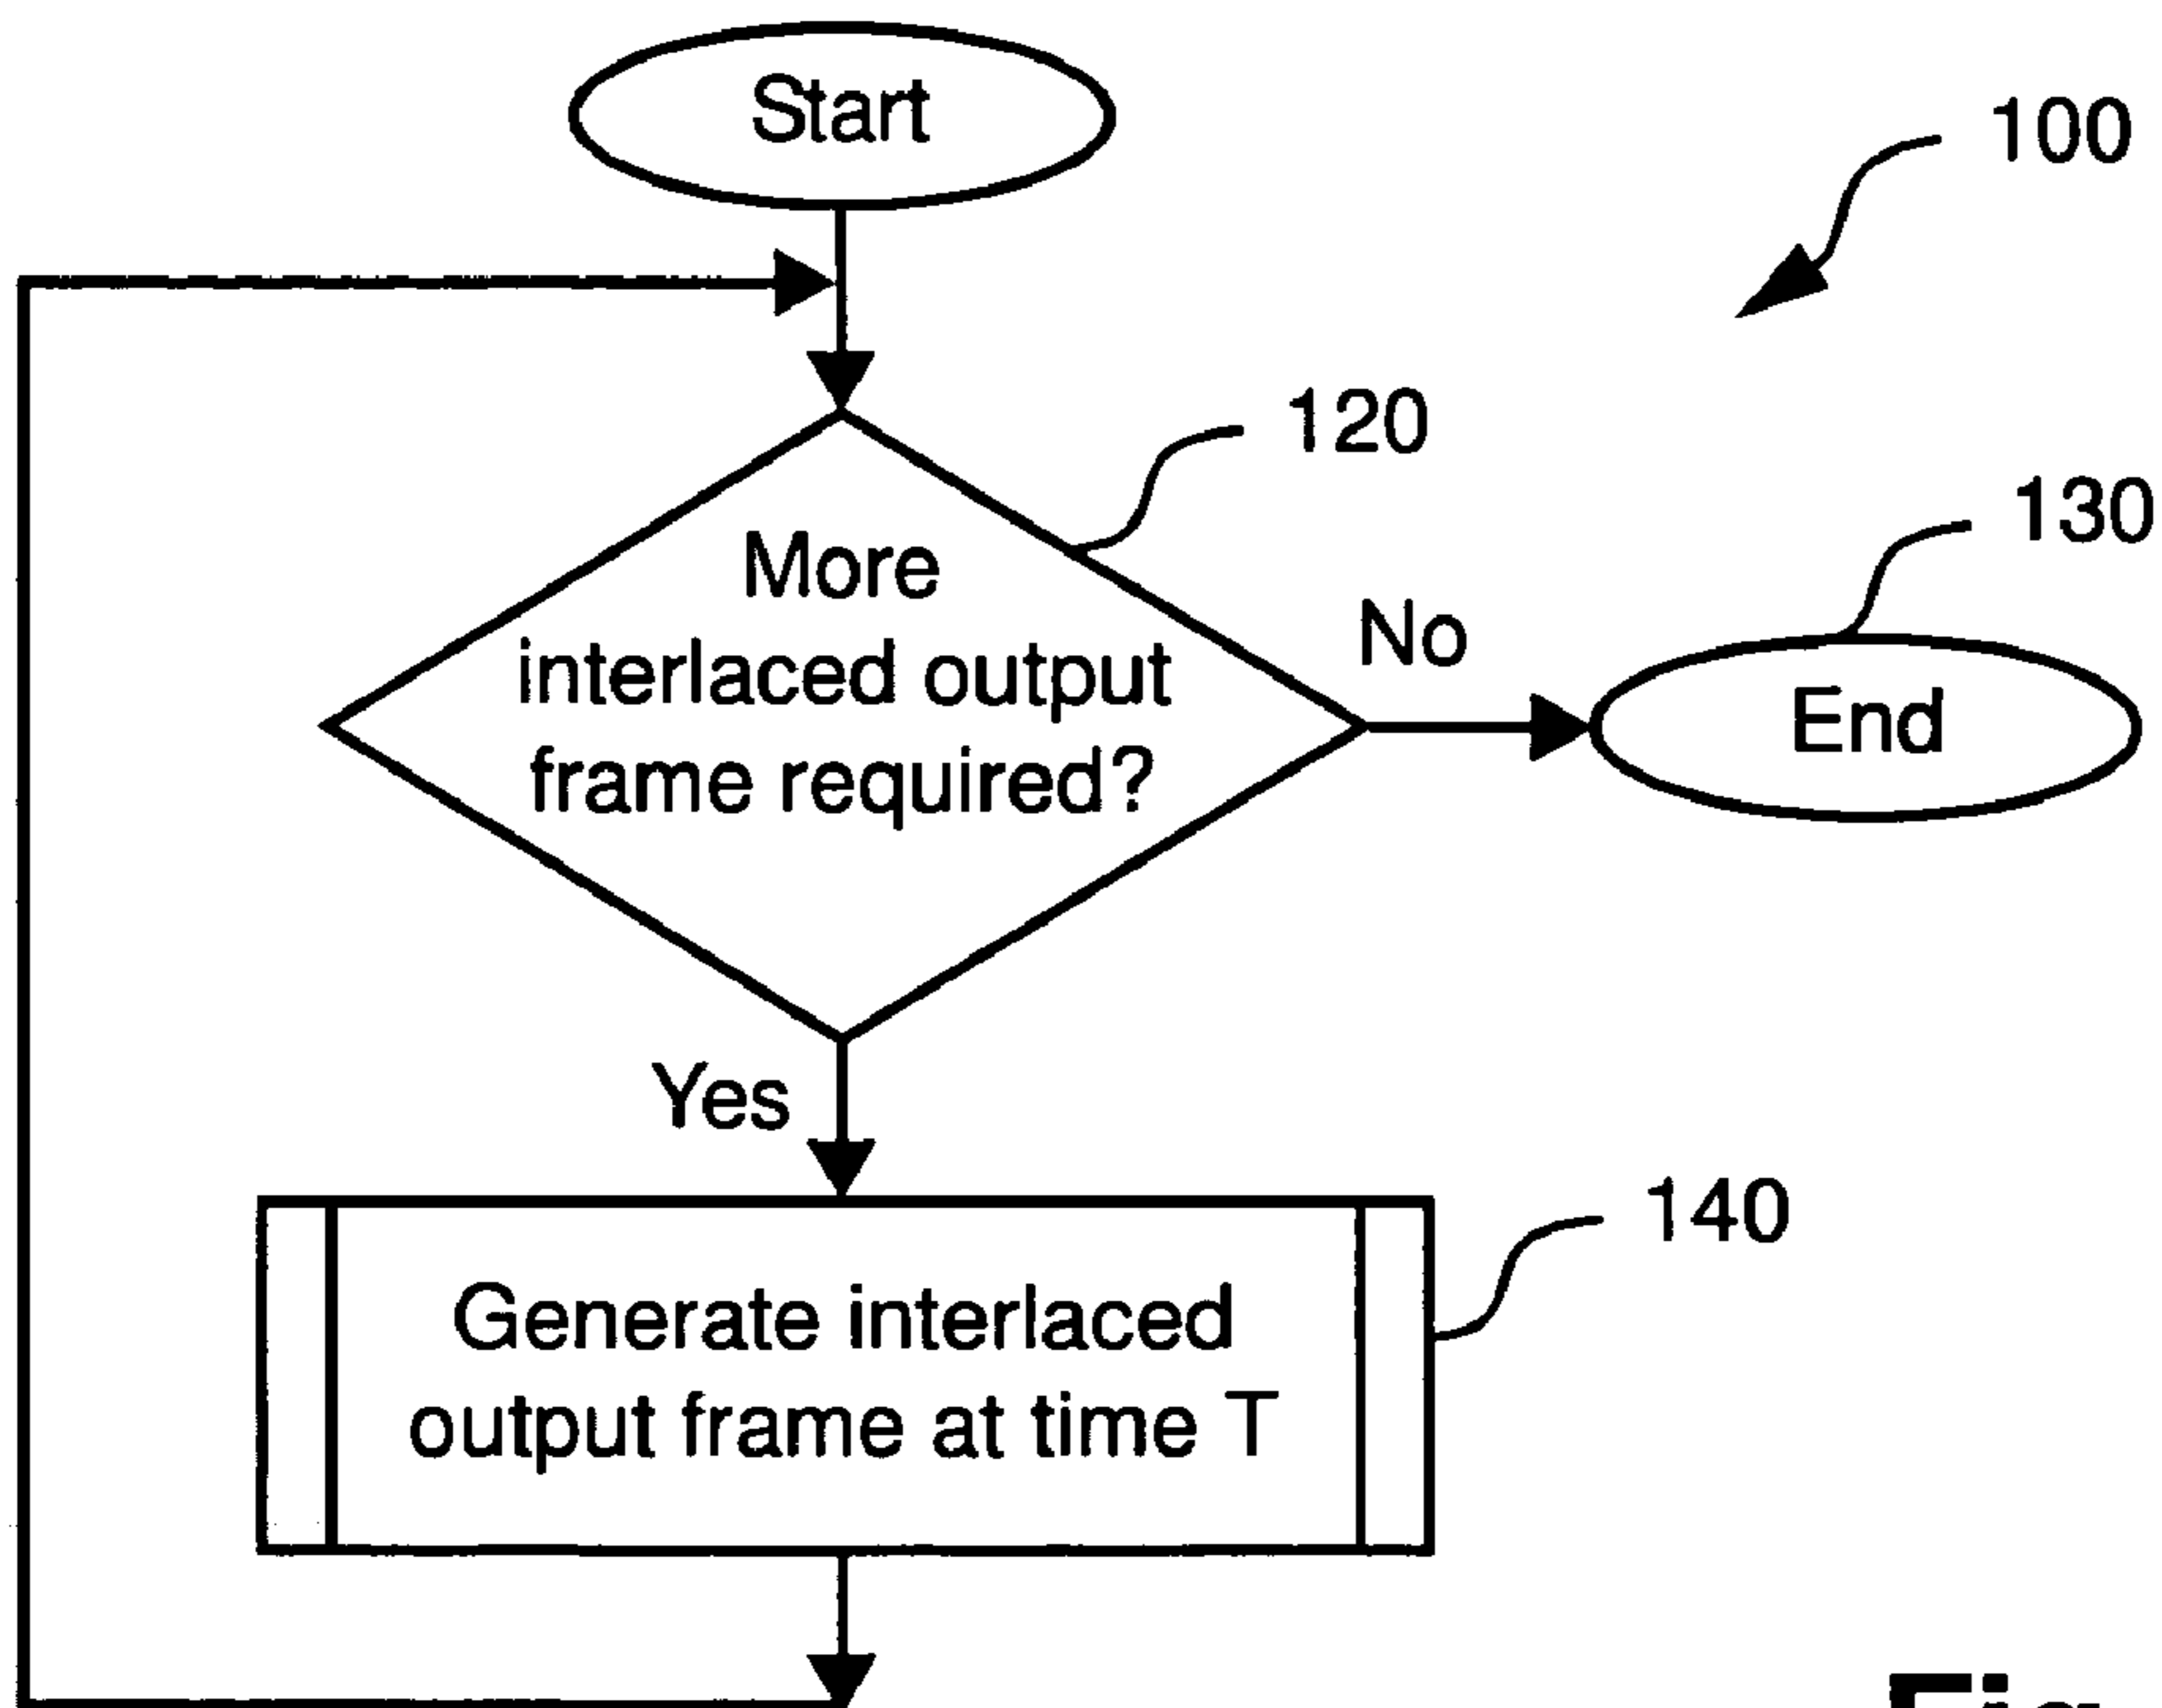 Start
100
120
130
More
interlaced output
frame required?
No
End
Yes
140
Generate interlaced
output frame at time T